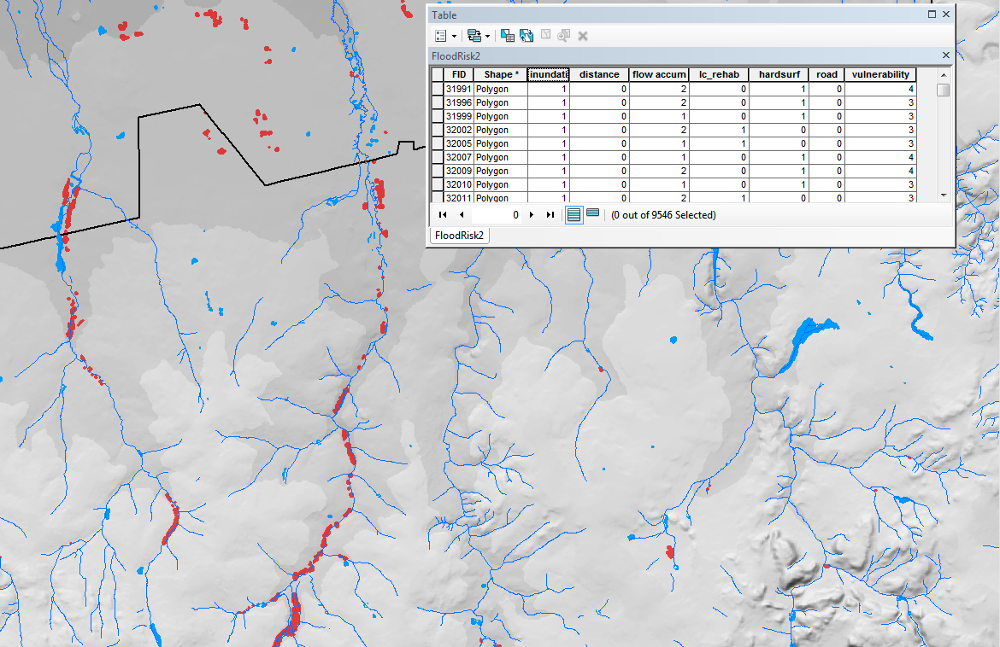 Table
FloodRisk2
FID Shape * inundati distance flow accum lc_rehab hardsurf road vulnerability
31991 Polygon 1 0 2 0 1 0 4
31996 Polygon 1 0 2 0 1 0 3
31999 Polygon 1 0 1 0 1 0 3
32002 Polygon 1 0 2 1 0 0 3
32005 Polygon 1 0 1 1 0 0 3
32007 Polygon 1 0 1 0 1 0 4
32009 Polygon 1 0 2 0 1 0 4
32010 Polygon 1 0 1 0 1 0 3
32011 Polygon 1 0 2 1 0 0 3
0 (0 out of 9546 Selected)
FloodRisk2